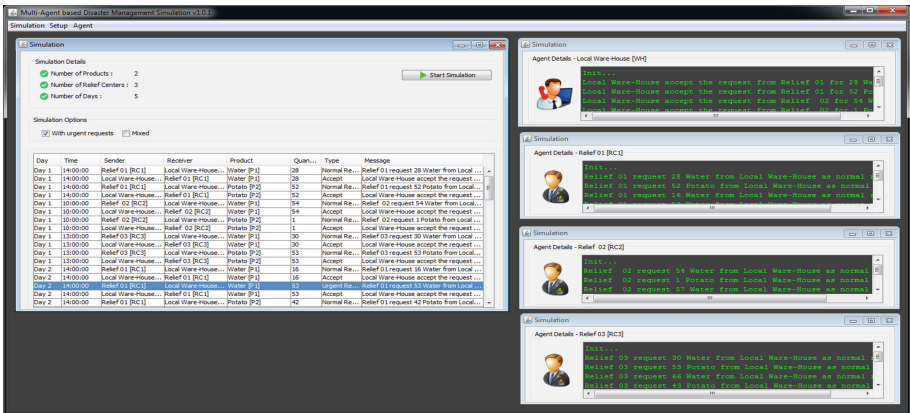 Multi-Agent based Disaster Management Simulation v1.0.1
Simulation Setup Agent
Simulation
Simulation Details
Number of Products : 2
Number of Relief Centers : 3
Number of Days : 5
Start Simulation
Simulation Options
With urgent requests Mixed
Day Time Sender Receiver Product Quan... Type Message
Day 1 14:00:00 Relief 01 [RC1] Local Ware-House... Water [P1] 28 Normal Re... Relief 01 request 28 Water from Local ...
Day 1 14:00:00 Local Ware-House... Relief 01 [RC1] Water [P1] 28 Accept Local Ware-House accept the request ...
Day 1 14:00:00 Relief 01 [RC1] Local Ware-House... Potato [P2] 52 Normal Re... Relief 01 request 52 Potato from Local...
Day 1 14:00:00 Local Ware-House... Relief 01 [RC1] Potato [P2] 52 Accept Local Ware-House accept the request ...
Day 1 10:00:00 Relief 02 [RC2] Local Ware-House... Water [P1] 54 Normal Re... Relief 02 request 54 Water from Local ...
Day 1 10:00:00 Local Ware-House... Relief 02 [RC2] Water [P1] 54 Accept Local Ware-House accept the request ...
Day 1 10:00:00 Relief 02 [RC2] Local Ware-House... Potato [P2] 1 Normal Re... Relief 02 request 1 Potato from Local ...
Day 1 10:00:00 Local Ware-House... Relief 02 [RC2] Potato [P2] 1 Accept Local Ware-House accept the request ...
Day 1 13:00:00 Relief 03 [RC3] Local Ware-House... Water [P1] 30 Normal Re... Relief 03 request 30 Water from Local ...
Day 1 13:00:00 Local Ware-House... Relief 03 [RC3] Water [P1] 30 Accept Local Ware-House accept the request ...
Day 1 13:00:00 Relief 03 [RC3] Local Ware-House... Potato [P2] 53 Normal Re... Relief 03 request 53 Potato from Local...
Day 1 13:00:00 Local Ware-House... Relief 03 [RC3] Potato [P2] 53 Accept Local Ware-House accept the request ...
Day 2 14:00:00 Relief 01 [RC1] Local Ware-House... Water [P1] 16 Normal Re... Relief 01 request 16 Water from Local ...
Day 2 14:00:00 Local Ware-House... Relief 01 [RC1] Water [P1] 16 Accept Local Ware-House accept the request ...
Day 2 14:00:00 Relief 01 [RC1] Local Ware-House... Water [P1] 53 Urgent Re... Relief 01 request 53 Water from Local ...
Day 2 14:00:00 Local Ware-House... Relief 01 [RC1] Water [P1] 53 Accept Local Ware-House accept the request ...
Day 2 14:00:00 Relief 01 [RC1] Local Ware-House... Potato [P2] 42 Normal Re... Relief 01 request 42 Potato from Local...
Simulation
Agent Details - Local Ware-House [WH]
Init...
Local Ware-House accept the request from Relief 01 for 28 Wa
Local Ware-House accept the request from Relief 01 for 52 Po
Local Ware-House accept the request from Relief 02 for 54 W
Local Ware-House accept the request from Relief 02 for 1 Po
Simulation
Agent Details - Relief 01 [RC1]
Init...
Relief 01 request 28 Water from Local Ware-House as normal
Relief 01 request 52 Potato from Local Ware-House as normal
Relief 01 request 16 Water from Local Ware-House as normal
Simulation
Agent Details - Relief 02 [RC2]
Init...
Relief 02 request 54 Water from Local Ware-House as normal
Relief 02 request 1 Potato from Local Ware-House as normal
Relief 02 request 57 Water from Local Ware-House as normal
Simulation
Agent Details - Relief 03 [RC3]
Init...
Relief 03 request 30 Water from Local Ware-House as normal
Relief 03 request 53 Potato from Local Ware-House as normal
Relief 03 request 66 Water from Local Ware-House as normal
Relief 03 request 43 Potato from Local Ware-House as normal